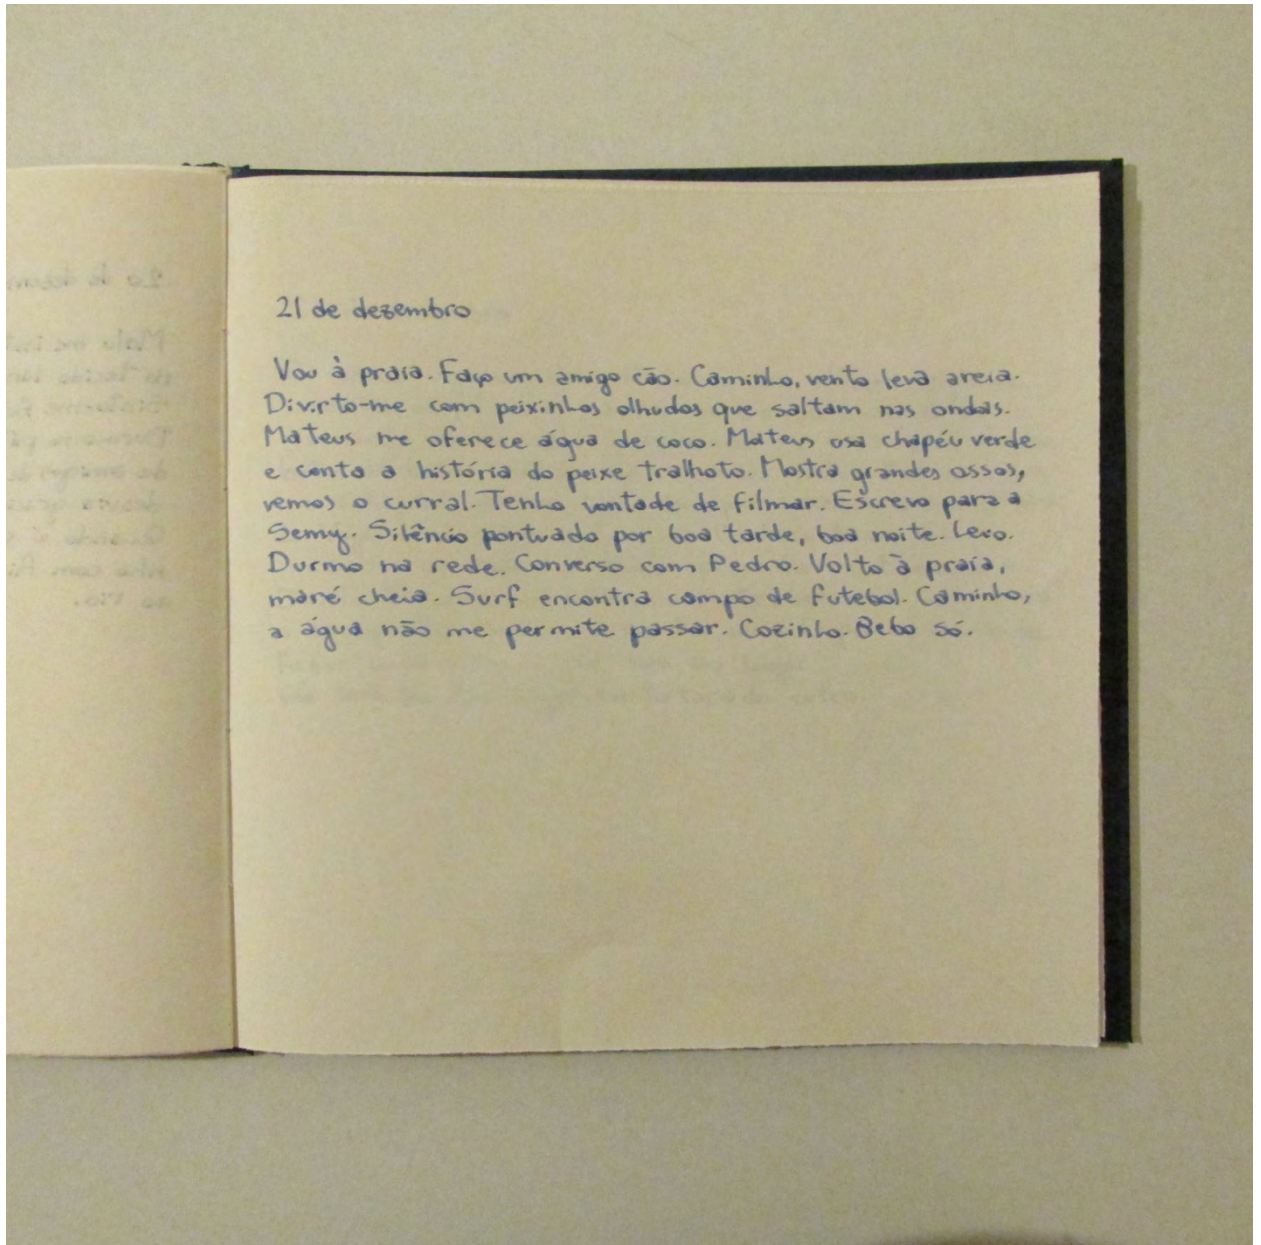 21 de dezembro
Vou à praia. Faço um amigo cão. Caminho, vento leva areia.
Divirto-me com peixinhos olhudos que saltam nas ondas.
Mateus me oferece água de coco. Mateus usa chapéu verde
e conta a história do peixe tralhoto. Mostra grandes ossos,
vemos o curral. Tenho vontade de filmar. Escrevo para a
Semy. Silêncio pontuado por boa tarde, boa noite. Leio.
Durmo na rede. Converso com Pedro. Volto à praia,
maré cheia. Surf encontra campo de futebol. Caminho,
a água não me permite passar. Cozinho. Bebo só.